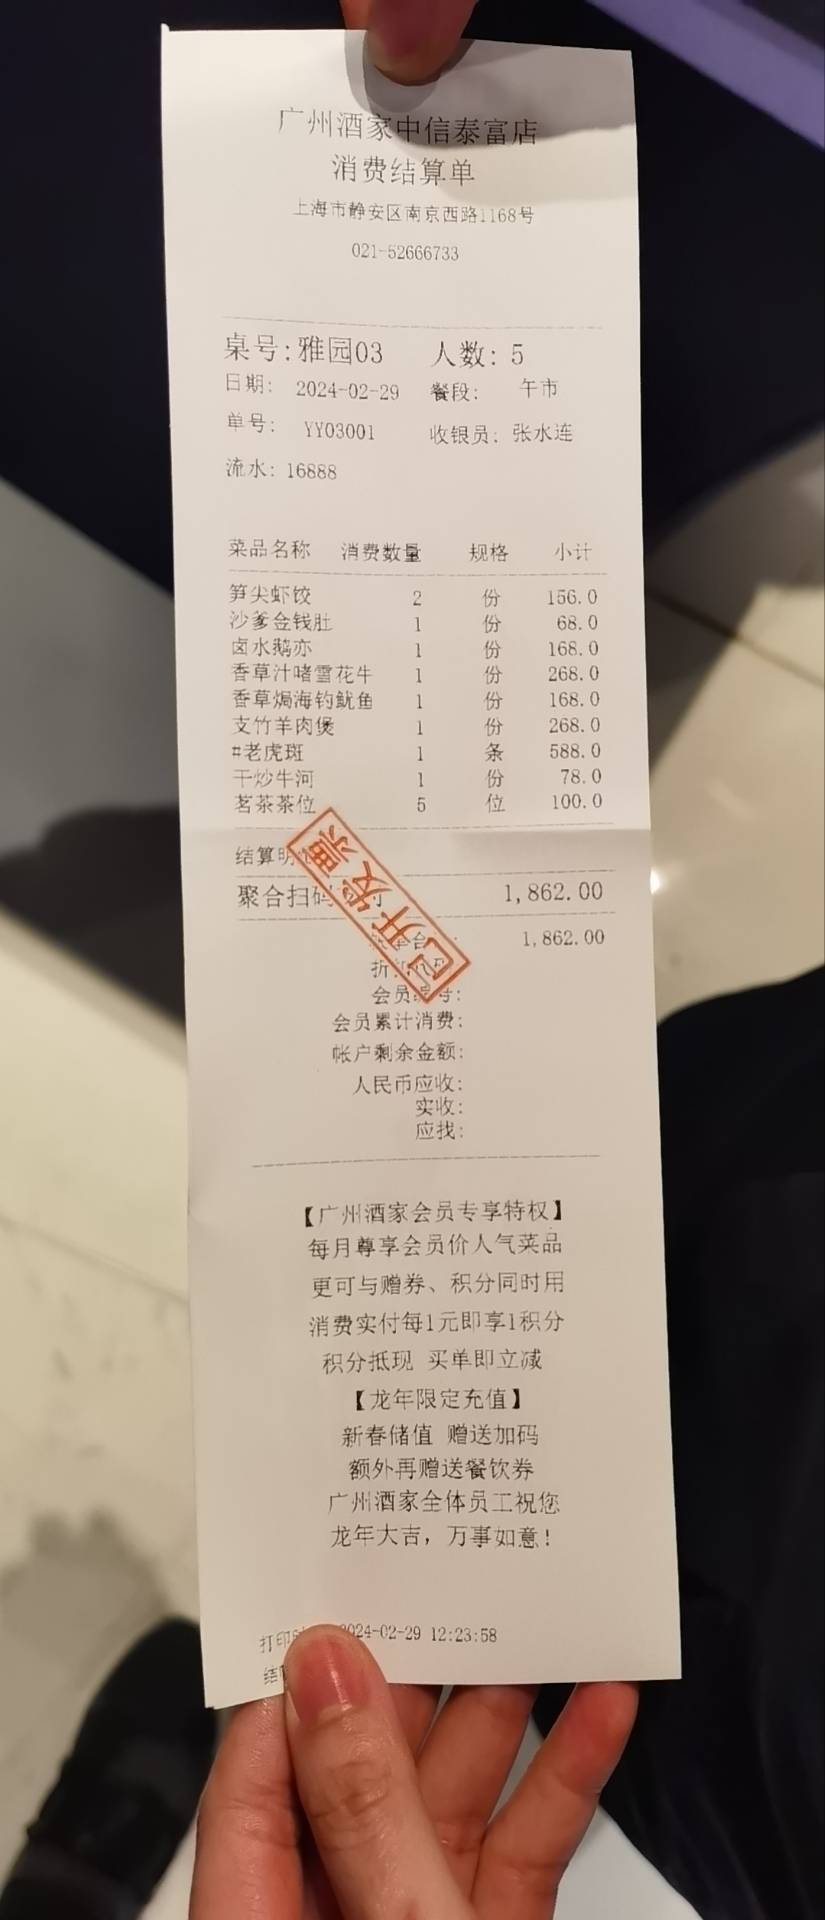 广州酒家中信泰富店
消费结算单
上海市静安区南京西路1168号
021-52666733
桌号:雅园03 人数: 5
日期: 2024-02-29 餐段: 午市
单号: YY03001 收银员: 张水连
流水: 16888
菜品名称 消费数量 规格 小计
笋尖虾饺 2 份 156.0
沙爹金钱肚 1 份 68.0
卤水鹅亦 1 份 168.0
香草汁啫雪花牛 1 份 268.0
香草焗海钓鱿鱼 1 份 168.0
支竹羊肉煲 1 份 268.0
#老虎斑 1 条 588.0
干炒牛河 1 份 78.0
茗茶茶位 5 位 100.0
结算明
聚合扫码 1,862.00
1,862.00
已开发票
会员 号:
会员累计消费:
帐户剩余金额:
人民币应收:
实收:
应找:
【广州酒家会员专享特权】
每月尊享会员价人气菜品
更可与赠券、积分同时用
消费实付每1元即享1积分
积分抵现 买单即立减
【龙年限定充值】
新春储值 赠送加码
额外再赠送餐饮券
广州酒家全体员工祝您
龙年大吉，万事如意!
打印 024-02-29 12:23:58
结